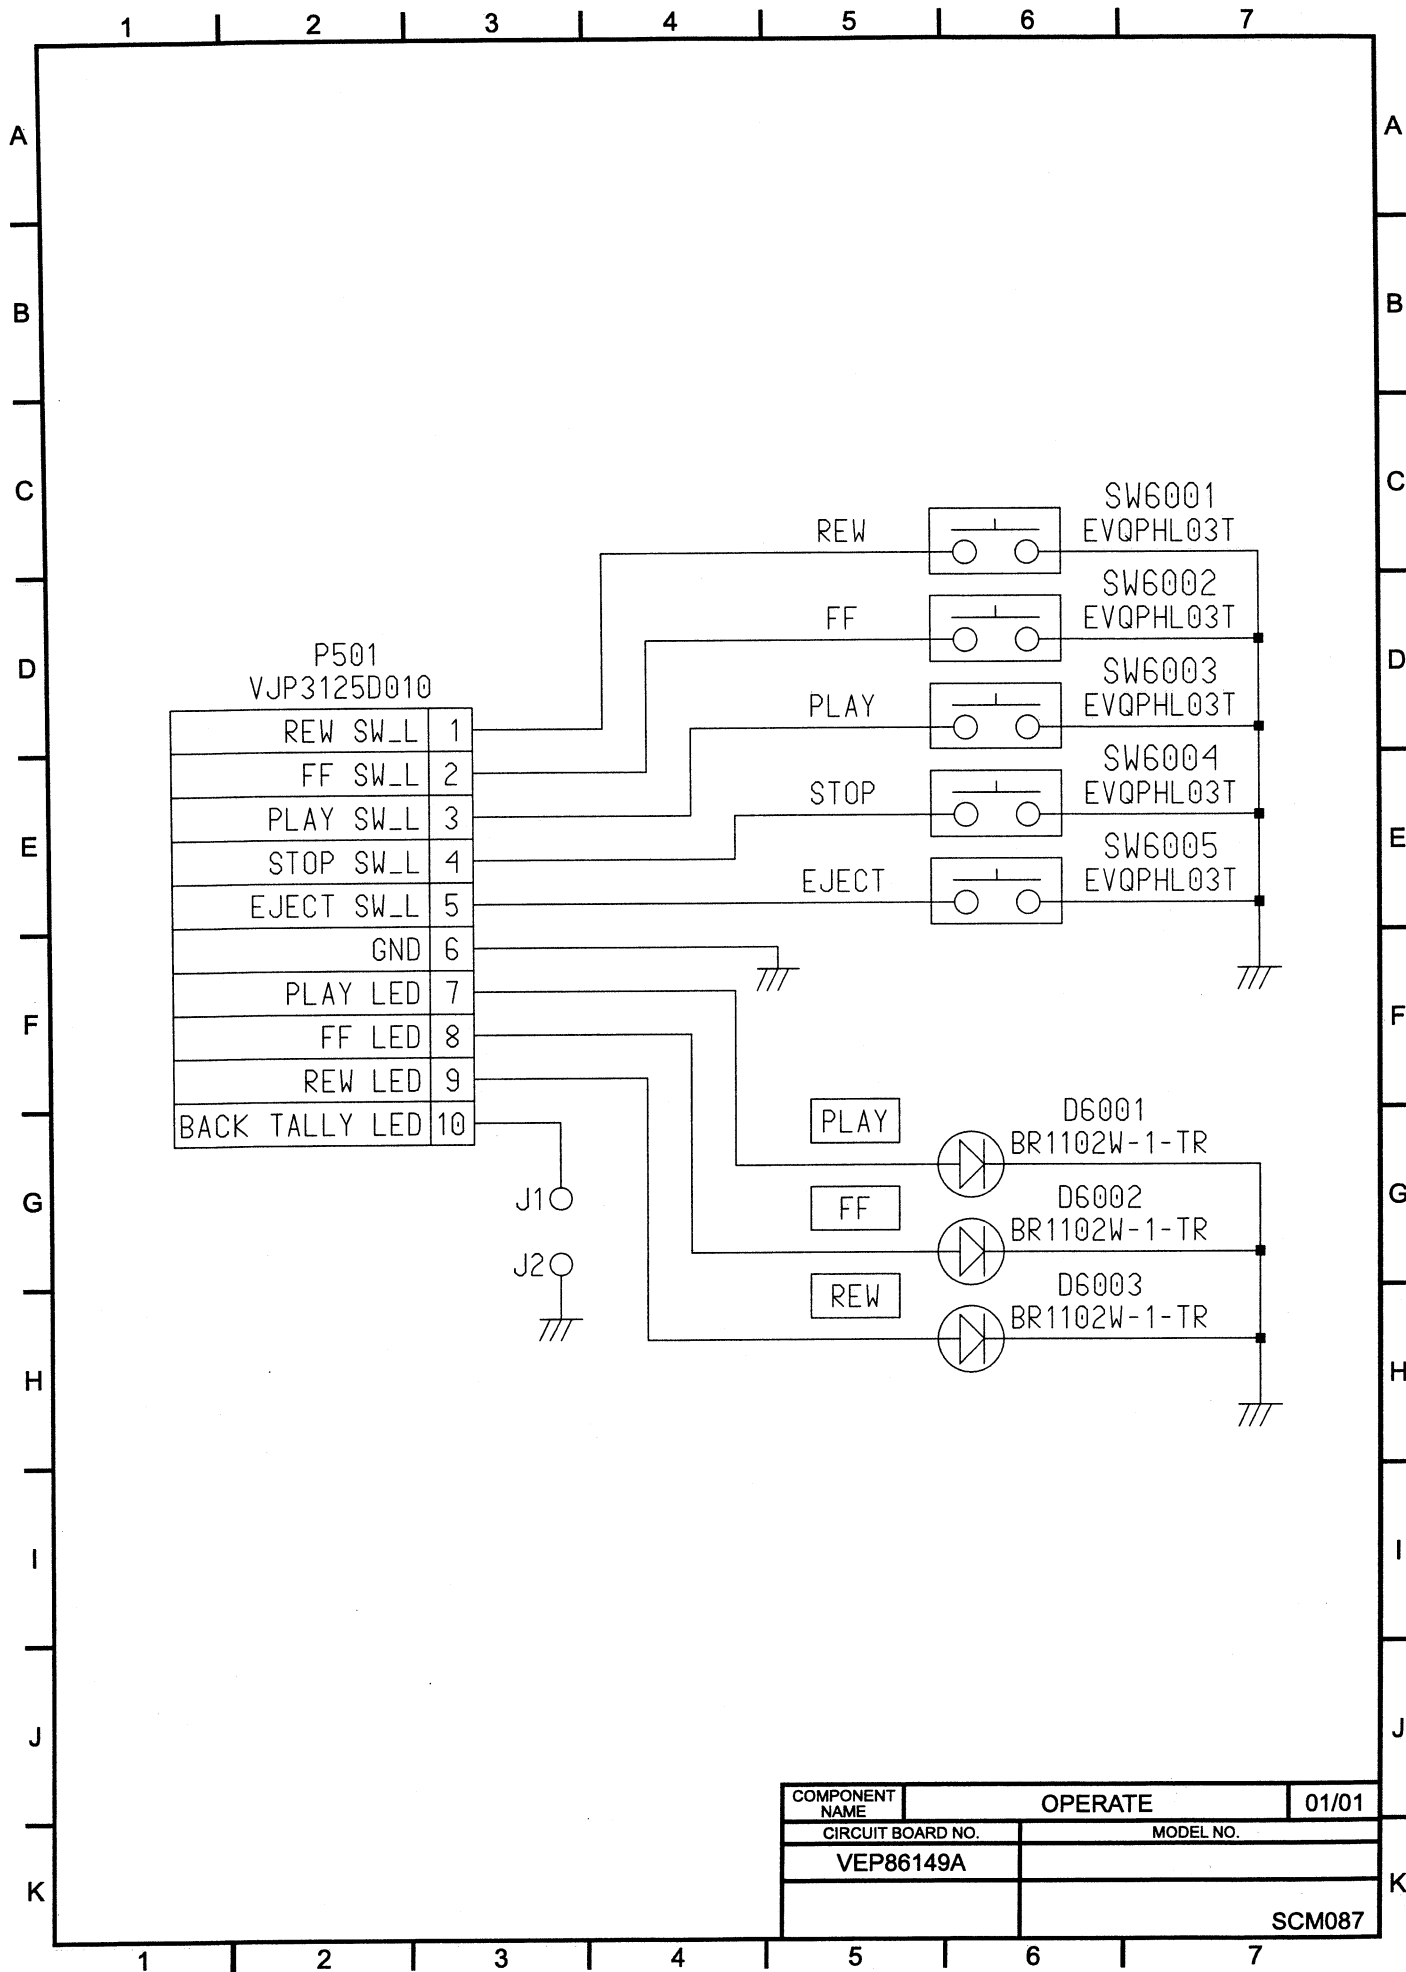 1 2 3 4 5 6 7
A A
B B
C C
SW6001
REW EVQPHL03T
SW6002
FF EVQPHL03T
P501
D D
SW6003
VJP3125D010
PLAY EVQPHL03T
REW SW_L 1
SW6004
FF SW_L 2
STOP EVQPHL03T
PLAY SW_L 3
E E
SW6005
STOP SW_L 4
EJECT EVQPHL03T
EJECT SW_L 5
GND 6
PLAY LED 7
F F
FF LED 8
REW LED 9
BACK TALLY LED 10
PLAY D6001
BR1102W-1-TR
J1
G G
FF D6002
BR1102W-1-TR
J2
REW D6003
BR1102W-1-TR
H H
I I
J J
COMPONENT NAME OPERATE 01/01
CIRCUIT BOARD NO. MODEL NO.
VEP86149A
K K
SCM087
1 2 3 4 5 6 7